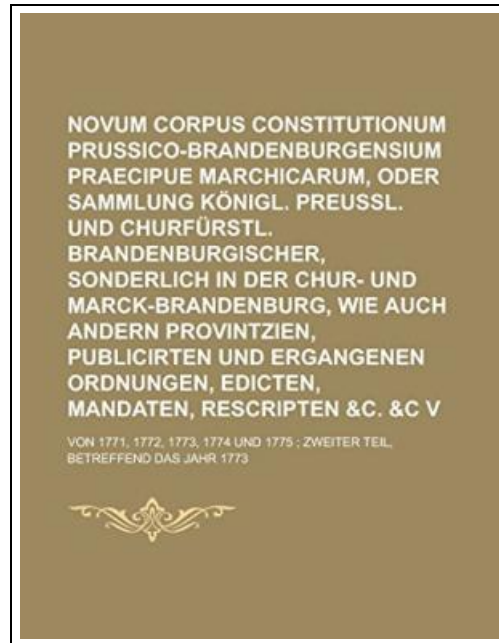 NOVUM CORPUS CONSTITUTIONUM
PRUSSICO-BRANDENBURGENSIUM
PRAECIPUE MARCHICARUM, ODER
SAMMLUNG KÖNIGL. PREUSSL.
UND CHURFÜRSTL.
BRANDENBURGISCHER,
SONDERLICH IN DER CHUR- UND
MARCK-BRANDENBURG, WIE AUCH
ANDERN PROVINTZIEN,
PUBLICIRTEN UND ERGANGENEN
ORDNUNGEN, EDICTEN,
MANDATEN, RESCRIPTEN &C. &C V
VON 1771, 1772, 1773, 1774 UND 1775 ; ZWEITER TEIL,
BETREFFEND DAS JAHR 1773